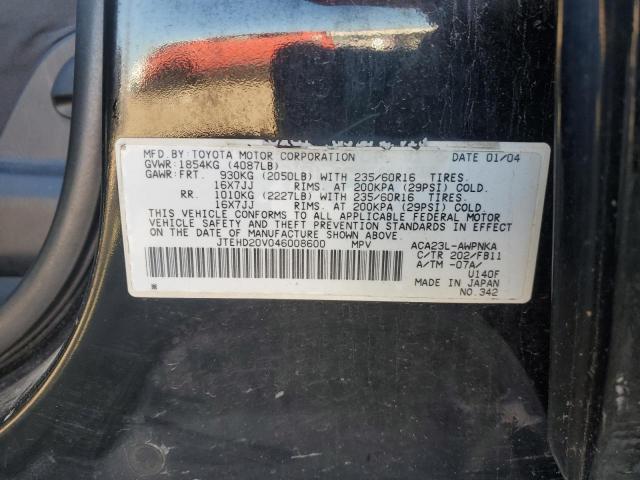 MFD.BY:TOYOTA MOTOR CORPORATION DATE 01/04
GVWR:1854KG (4087LB)
GAWR:FRT. 930KG (2050LB) WITH 235/60R16 TIRES.
16X7JJ RIMS. AT 200KPA (29PSI) COLD.
RR. 1010KG (2227LB) WITH 235/60R16 TIRES.
16X7JJ RIMS. AT 200KPA (29PSI) COLD.
THIS VEHICLE CONFORMS TO ALL APPLICABLE FEDERAL MOTOR
VEHICLE SAFETY AND THEFT PREVENTION STANDARDS IN EFFECT
ON THE DATE OF MANUFACTURE SHOWN ABOVE.
JTEHD20V046008600 MPV ACA23L-AWPNKA
C/TR 202/FB11
A/TM -07A/
U140F
MADE IN JAPAN
NO.342